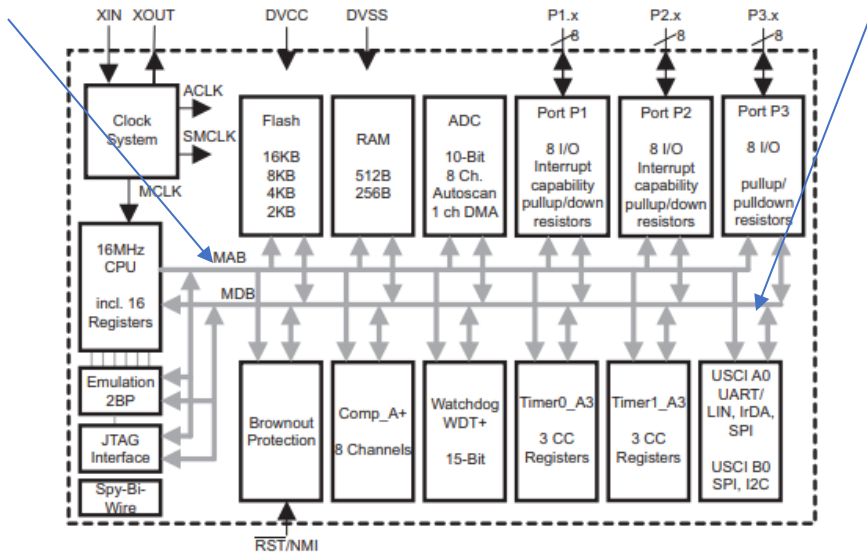 XIN XOUT DVCC DVSS P1.x P2.x P3.x
8 8 8
ACLK
SMCLK
MCLK
Clock
System
Flash
16KB
8KB
4KB
2KB
RAM
512B
256B
ADC
10-Bit
8 Ch.
Autoscan
1 ch DMA
Port P1
8 I/O
Interrupt
capability
pullup/down
resistors
Port P2
8 I/O
Interrupt
capability
pullup/down
resistors
Port P3
8 I/O
pullup/
pulldown
resistors
16MHz
CPU
incl. 16
Registers
MAB
MDB
Emulation
2BP
JTAG
Interface
Spy-Bi-
Wire
Brownout
Protection
Comp_A+
8 Channels
Watchdog
WDT+
15-Bit
Timer0_A3
3 CC
Registers
Timer1_A3
3 CC
Registers
USCI A0
UART/
LIN, IrDA,
SPI
USCI B0
SPI, I2C
RST/NMI